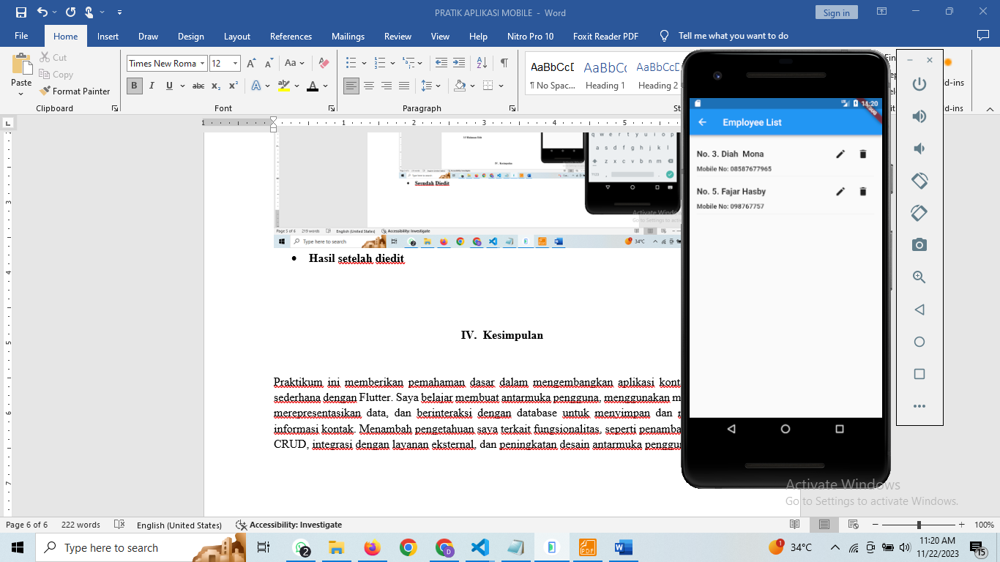 PRATIK APLIKASI MOBILE - Word
Sign in
File Home Insert Draw Design Layout References Mailings Review View Help Nitro Pro 10 Foxit Reader PDF Tell me what you want to do
Paste
Cut
Copy
Format Painter
Clipboard
Times New Roma 12
Aa
B I U abc x₂ x²
Font
Paragraph
AaBbCcD
¶ No Spac...
AaBbCc
Heading 1
AaBbCcD
Heading 2
d-ins
d-ins
Sesudah Diedit
Page 5 of 6 219 words English (United States) Accessibility: Investigate
Type here to search
34°C
Hasil setelah diedit
IV. Kesimpulan
Praktikum ini memberikan pemahaman dasar dalam mengembangkan aplikasi kont
sederhana dengan Flutter. Saya belajar membuat antarmuka pengguna, menggunakan m
merepresentasikan data, dan berinteraksi dengan database untuk menyimpan dan
informasi kontak. Menambah pengetahuan saya terkait fungsionalitas, seperti penamba
CRUD, integrasi dengan layanan eksternal, dan peningkatan desain antarmuka penggu
11:20
Employee List
No. 3. Diah Mona
Mobile No: 08587677965
No. 5. Fajar Hasby
Mobile No: 098767757
Activate Windows
Go to Settings to activate Windows.
Page 6 of 6 222 words English (United States) Accessibility: Investigate 100%
Type here to search
34°C
11:20 AM
11/22/2023
15